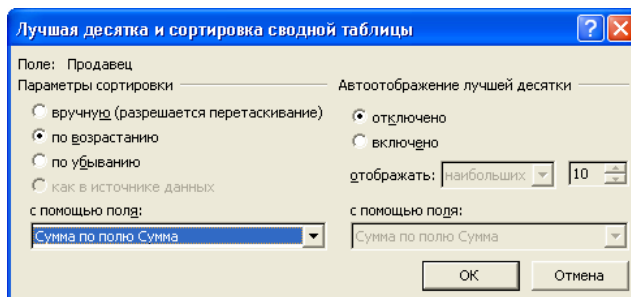 Лучшая десятка и сортировка сводной таблицы
Поле: Продавец
Параметры сортировки
вручную (разрешается перетаскивание)
по возрастанию
по убыванию
как в источнике данных
с помощью поля:
Сумма по полю Сумма
Автоотображение лучшей десятки
отключено
включено
отображать: наибольших 10
с помощью поля:
Сумма по полю Сумма
ОК Отмена